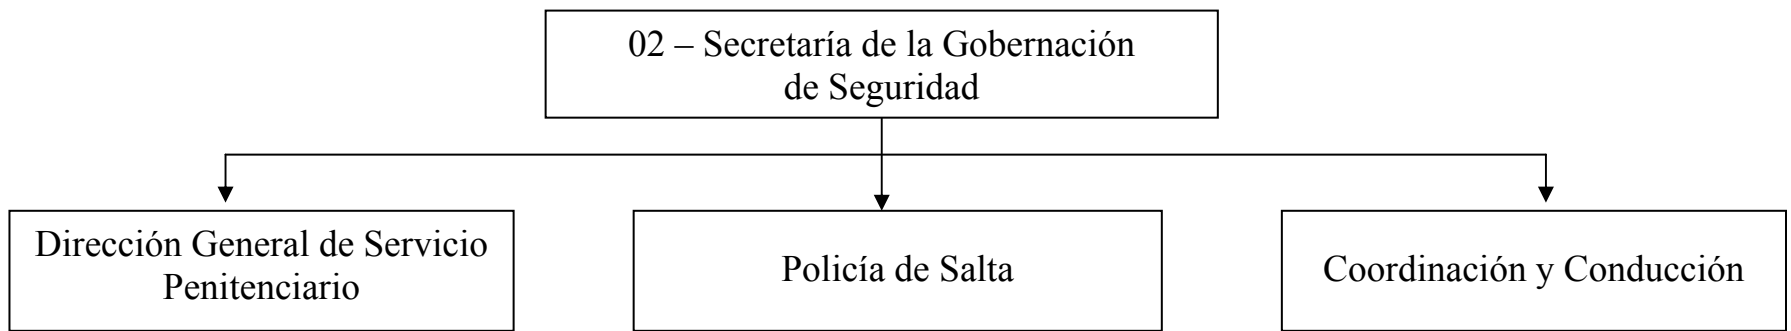 02 – Secretaría de la Gobernación
de Seguridad
Dirección General de Servicio
Penitenciario
Policía de Salta
Coordinación y Conducción